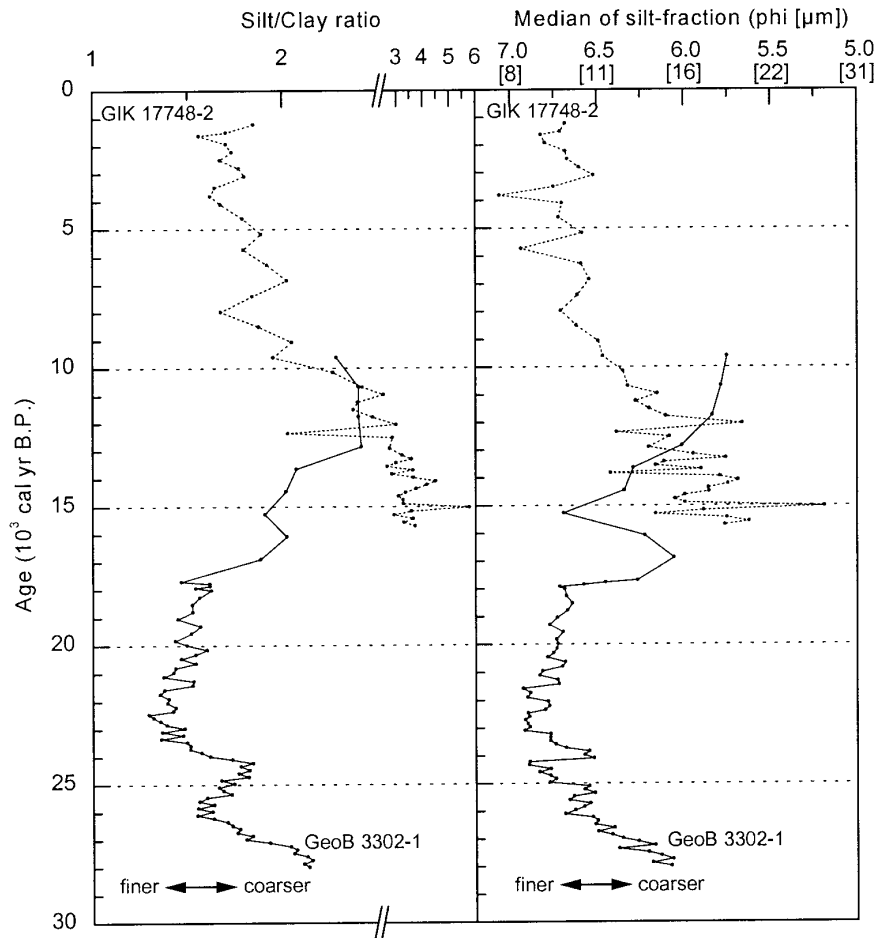 Silt/Clay ratio
Median of silt-fraction (phi [µm])
1 2 3 4 5 6
7.0 6.5 6.0 5.5 5.0
[8] [11] [16] [22] [31]
0
GIK 17748-2
GIK 17748-2
5
10
15
20
25
30
Age (10³ cal yr B.P.)
GeoB 3302-1
GeoB 3302-1
finer coarser
finer coarser